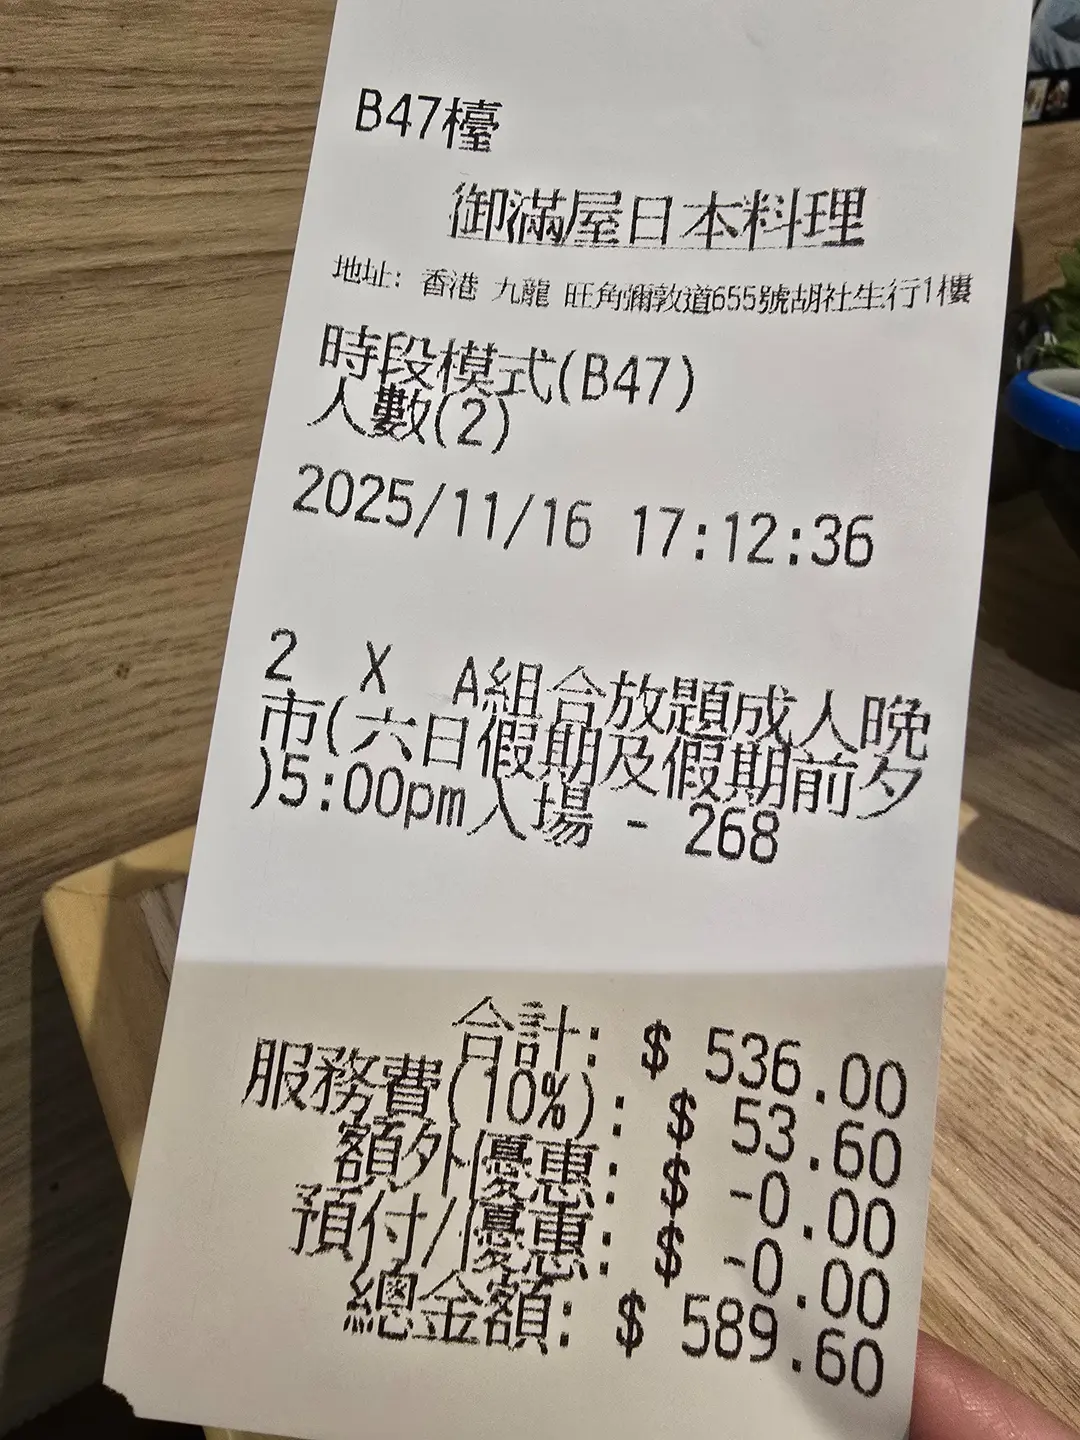 B47檯
御滿屋日本料理
地址: 香港 九龍 旺角彌敦道655號胡社生行1樓
時段模式(B47)
人數(2)
2025/11/16 17:12:36
2 X A組合放題成人晚
市(六日假期及假期前夕
)5:00pm入場 - 268
合計: $ 536.00
服務費(10%): $ 53.60
額外優惠: $ -0.00
預付/優惠: $ -0.00
總金額: $ 589.60